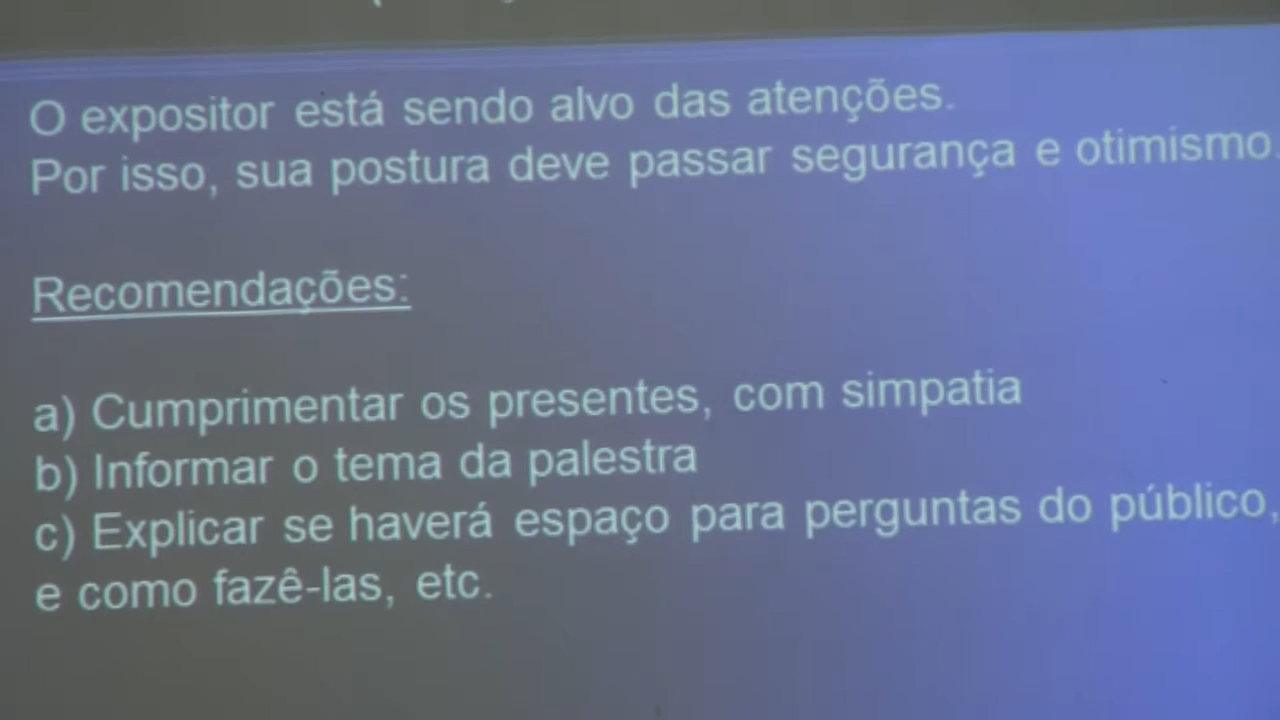 O expositor está sendo alvo das atenções.
Por isso, sua postura deve passar segurança e otimismo.
Recomendações:
a) Cumprimentar os presentes, com simpatia
b) Informar o tema da palestra
c) Explicar se haverá espaço para perguntas do público,
e como fazê-las, etc.